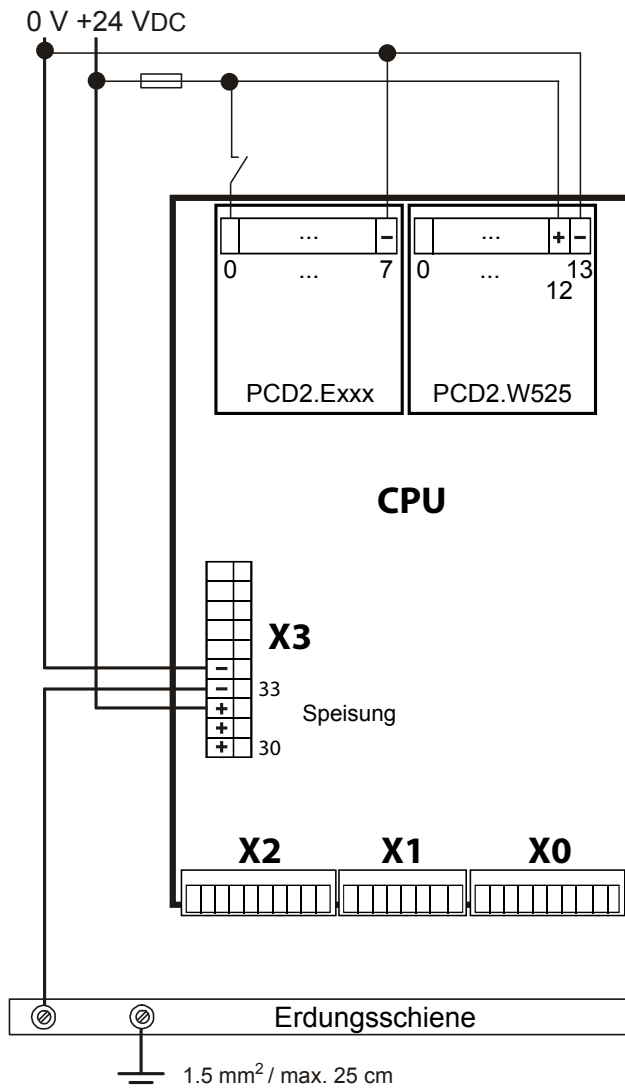 0 V +24 VDC
... + -
... -
0 ... 7 0 ... 13
12
PCD2.Exxx PCD2.W525
CPU
X3
-
- 33
+ Speisung
+
+ 30
X2 X1 X0
Erdungsschiene
1.5 mm² / max. 25 cm